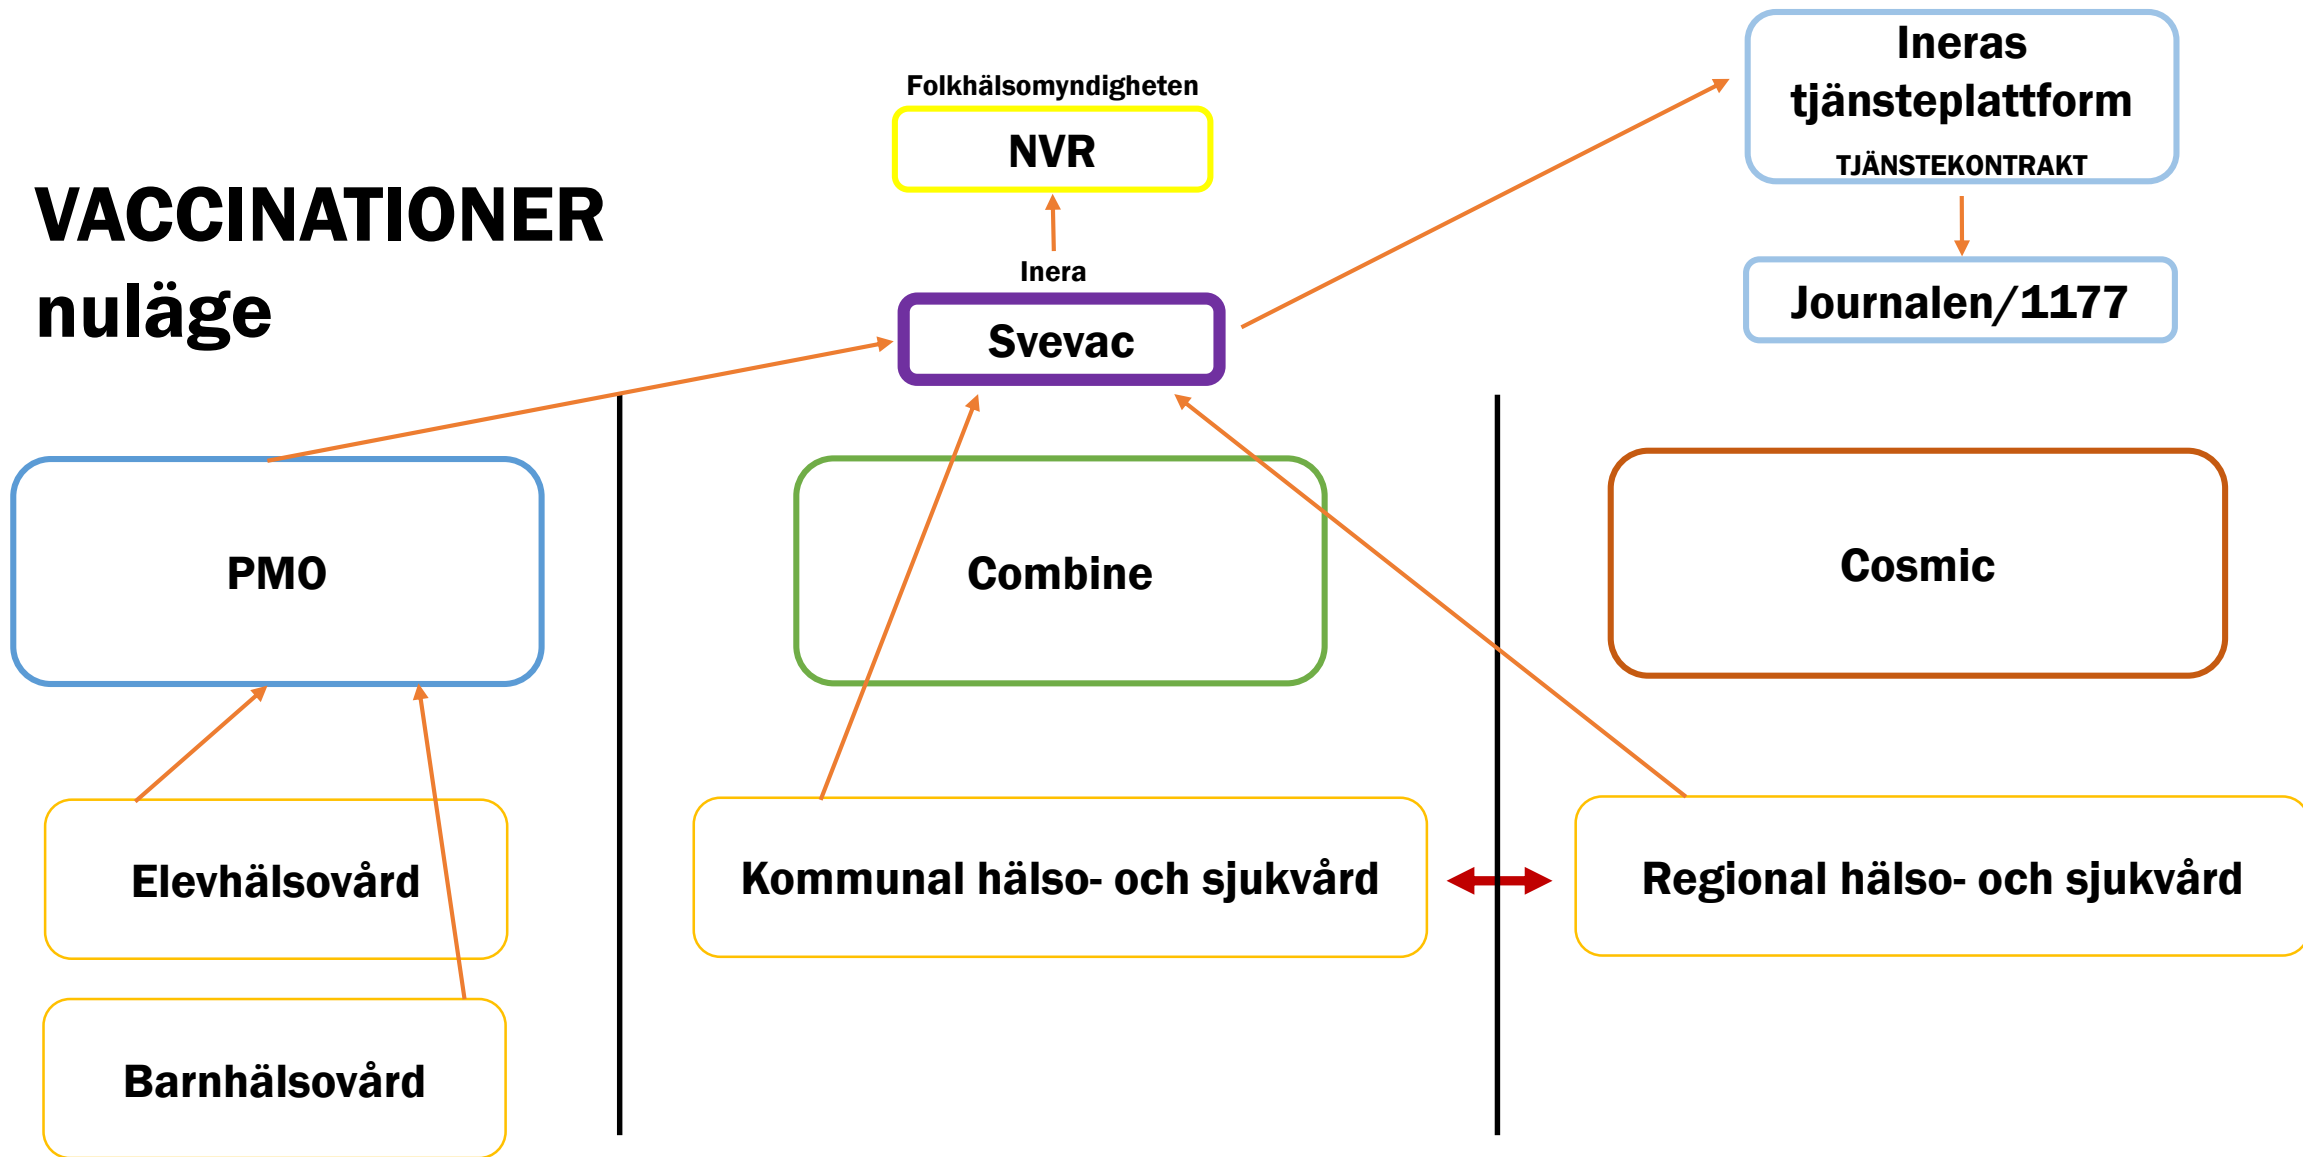 VACCINATIONER
nuläge
Folkhälsomyndigheten
NVR
Inera
Svevac
Ineras
tjänsteplattform
TJÄNSTEKONTRAKT
Journalen/1177
PMO
Combine
Cosmic
Elevhälsovård
Kommunal hälso- och sjukvård
Regional hälso- och sjukvård
Barnhälsovård